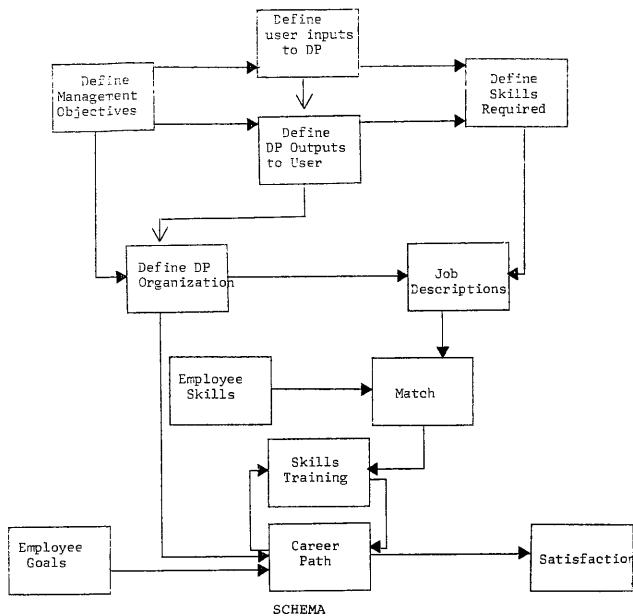 Define
user inputs
to DP
Define
Management
Objectives
Define
Skills
Required
Define
DP Outputs
to User
Define DP
Organization
Job
Descriptions
Employee
Skills
Match
Skills
Training
Employee
Goals
Career
Path
Satisfaction
SCHEMA